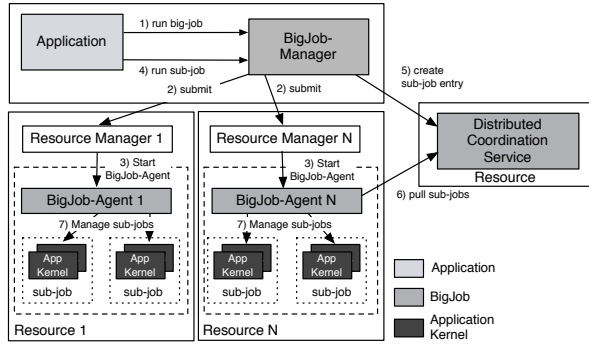 Application
1) run big-job
4) run sub-job
BigJob-
Manager
2) submit
2) submit
5) create
sub-job entry
Resource Manager 1
3) Start
BigJob-Agent
BigJob-Agent 1
7) Manage sub-jobs
App
Kernel
sub-job
App
Kernel
sub-job
Resource 1
Resource Manager N
3) Start
BigJob-Agent
BigJob-Agent N
7) Manage sub-jobs
App
Kernel
sub-job
App
Kernel
sub-job
Resource N
Distributed
Coordination
Service
Resource
6) pull sub-jobs
Application
BigJob
Application
Kernel